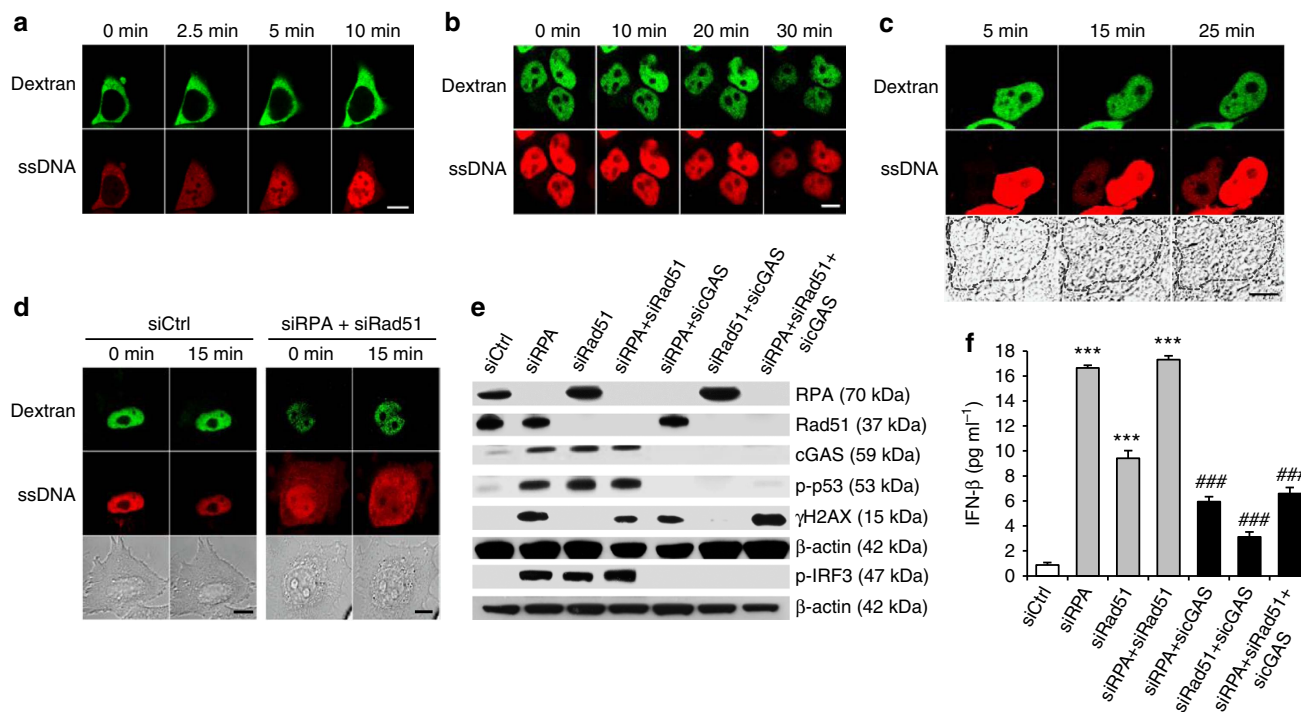 a
0 min 2.5 min 5 min 10 min
Dextran
ssDNA
b
0 min 10 min 20 min 30 min
Dextran
ssDNA
c
5 min 15 min 25 min
Dextran
ssDNA
d
siCtrl siRPA + siRad51
0 min 15 min 0 min 15 min
Dextran
ssDNA
e
siCtrl
siRPA
siRad51
siRPA+siRad51
siRPA+sicGAS
siRad51+sicGAS
siRPA+siRad51+
sicGAS
RPA (70 kDa)
Rad51 (37 kDa)
cGAS (59 kDa)
p-p53 (53 kDa)
γH2AX (15 kDa)
β-actin (42 kDa)
p-IRF3 (47 kDa)
β-actin (42 kDa)
f
IFN-β (pg ml⁻¹)
18
16
14
12
10
8
6
4
2
0
***
***
***
###
###
###
siCtrl
siRPA
siRad51
siRPA+siRad51
siRPA+sicGAS
siRad51+sicGAS
siRPA+siRad51+
sicGAS